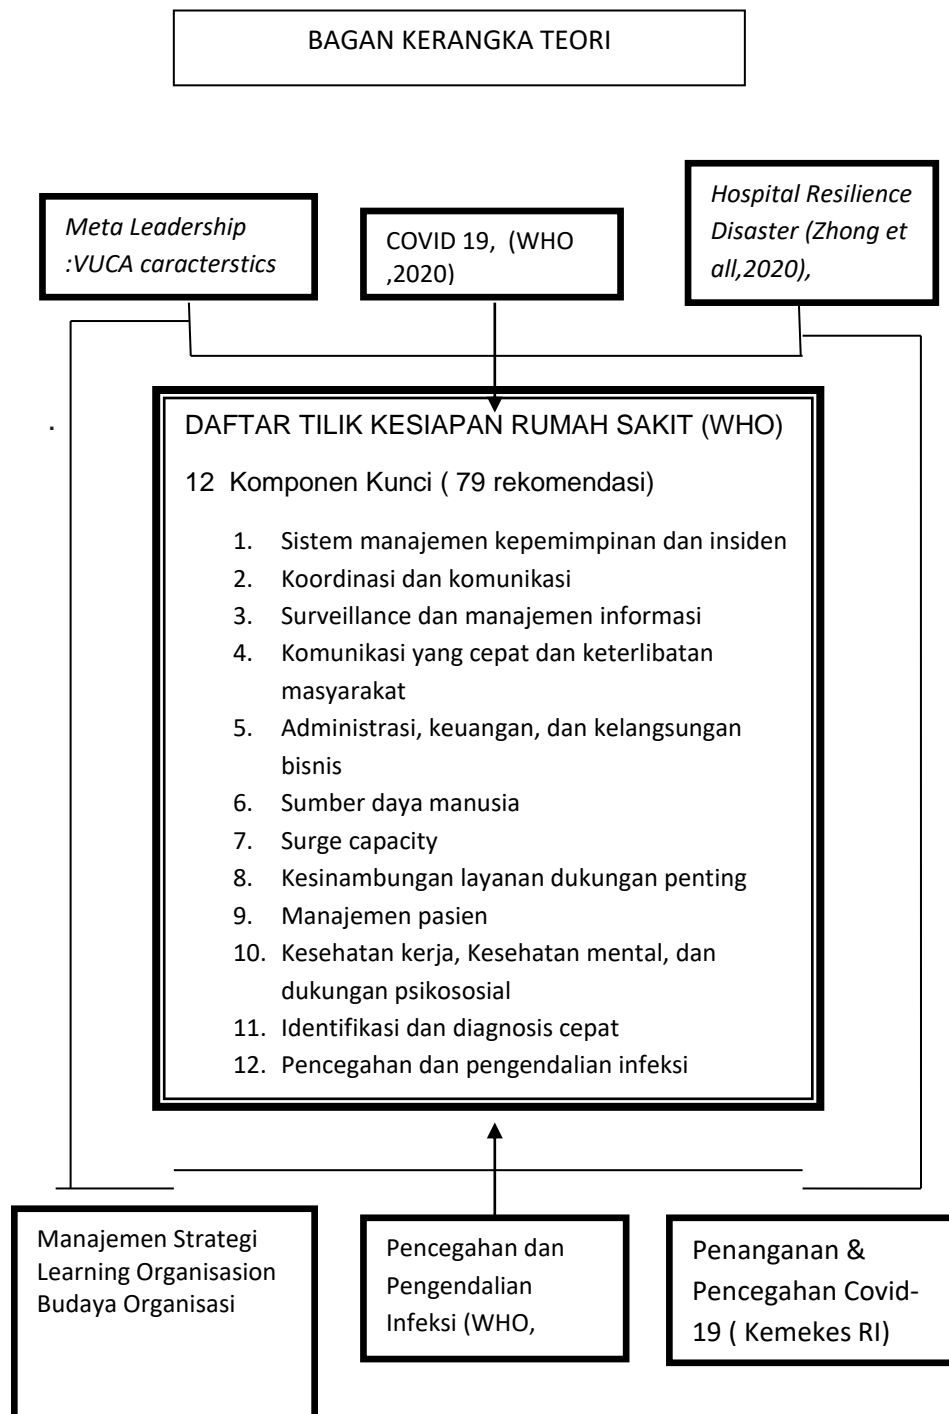 BAGAN KERANGKA TEORI
Meta Leadership
:VUCA caracterstics
COVID 19, (WHO
,2020)
Hospital Resilience
Disaster (Zhong et
all,2020),
.
DAFTAR TILIK KESIAPAN RUMAH SAKIT (WHO)
12 Komponen Kunci ( 79 rekomendasi)
1. Sistem manajemen kepemimpinan dan insiden
2. Koordinasi dan komunikasi
3. Surveillance dan manajemen informasi
4. Komunikasi yang cepat dan keterlibatan
masyarakat
5. Administrasi, keuangan, dan kelangsungan
bisnis
6. Sumber daya manusia
7. Surge capacity
8. Kesinambungan layanan dukungan penting
9. Manajemen pasien
10. Kesehatan kerja, Kesehatan mental, dan
dukungan psikososial
11. Identifikasi dan diagnosis cepat
12. Pencegahan dan pengendalian infeksi
Manajemen Strategi
Learning Organisasion
Budaya Organisasi
Pencegahan dan
Pengendalian
Infeksi (WHO,
Penanganan &
Pencegahan Covid-
19 ( Kemekes RI)